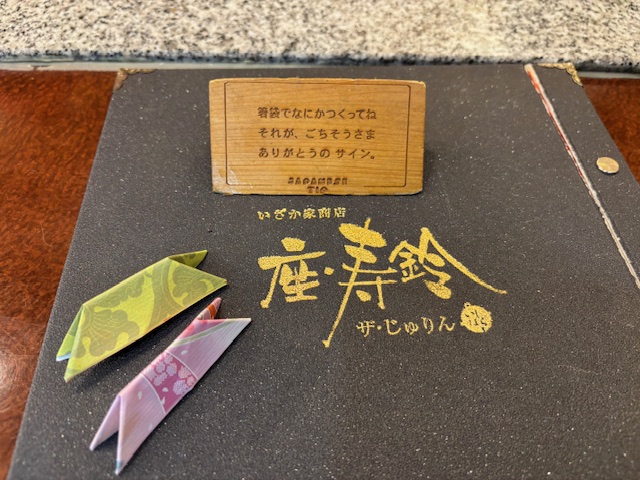 箸袋でなにかつくってね
それが、ごちそうさま
ありがとうの サイン。
JAPANESE
TIP
いざか家商店
座・寿鈴
ザ・じゅりん